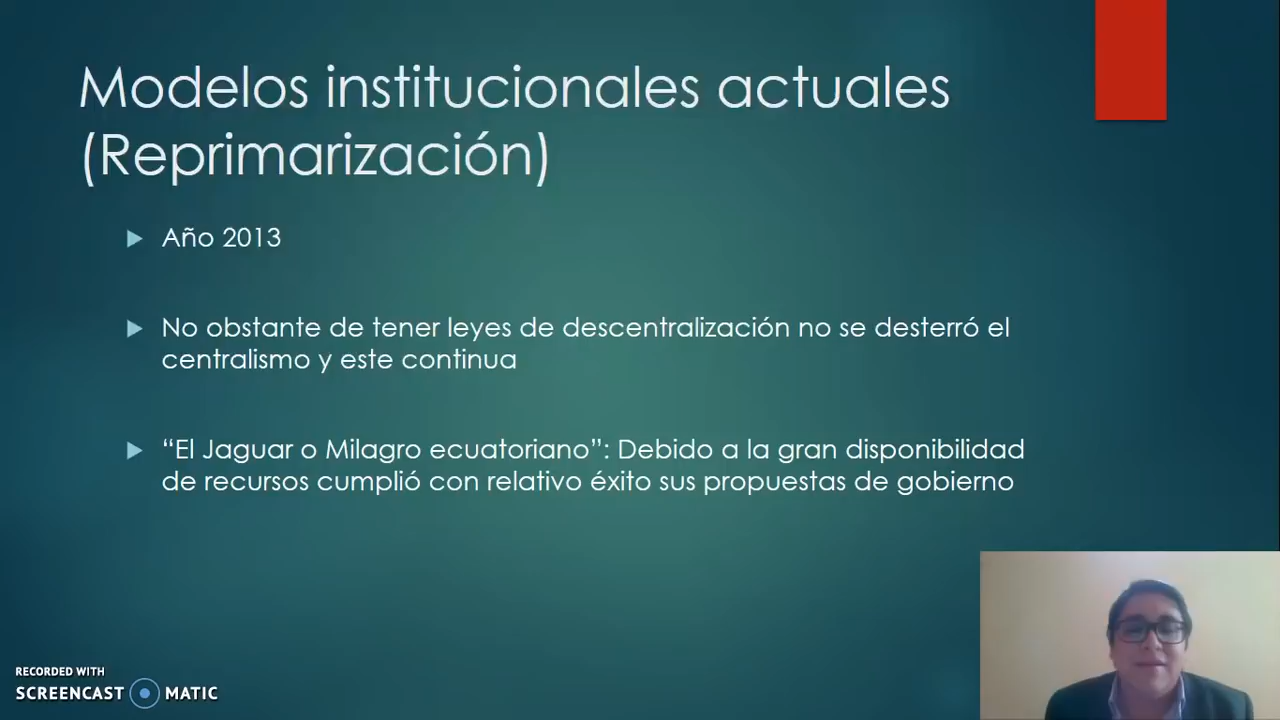 Modelos institucionales actuales
(Reprimarización)
Año 2013
No obstante de tener leyes de descentralización no se desterró el
centralismo y este continua
“El Jaguar o Milagro ecuatoriano”: Debido a la gran disponibilidad
de recursos cumplió con relativo éxito sus propuestas de gobierno
RECORDED WITH
SCREENCAST MATIC